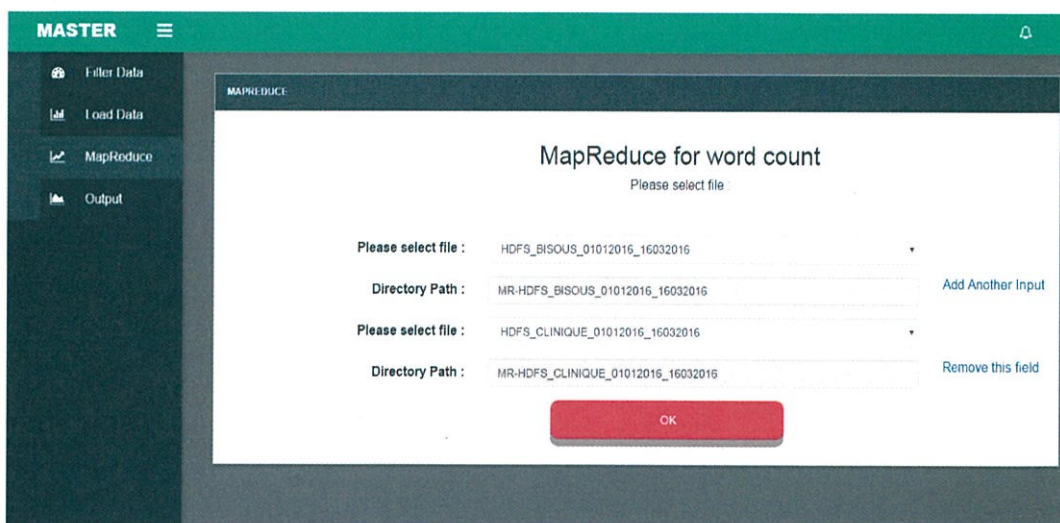 MASTER
Filter Data
Load Data
MapReduce
Output
MAPREDUCE
MapReduce for word count
Please select file :
Please select file : HDFS_BISOUS_01012016_16032016
Directory Path : MR-HDFS_BISOUS_01012016_16032016 Add Another Input
Please select file : HDFS_CLINIQUE_01012016_16032016
Directory Path : MR-HDFS_CLINIQUE_01012016_16032016 Remove this field
OK